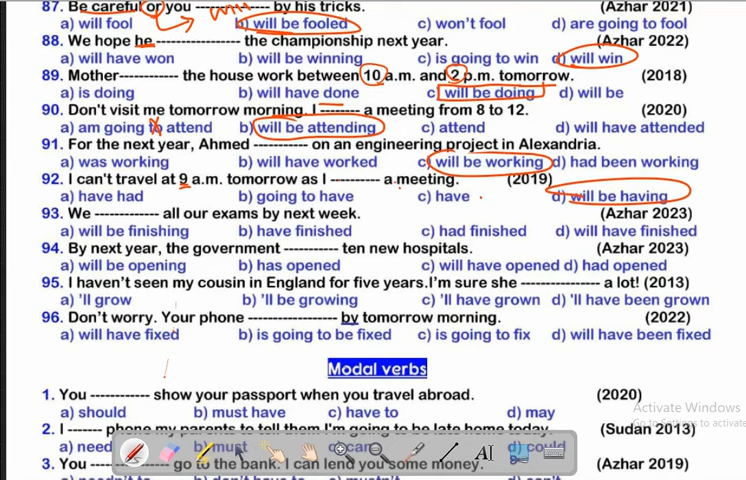 87. Be careful or you ------------- by his tricks. (Azhar 2021)
will
a) will fool b) will be fooled c) won't fool d) are going to fool
88. We hope he --------------- the championship next year. (Azhar 2022)
a) will have won b) will be winning c) is going to win d) will win
89. Mother----------- the house work between 10 a.m. and 2 p.m. tomorrow. (2018)
a) is doing b) will have done c) will be doing d) will be
90. Don't visit me tomorrow morning. I -------- a meeting from 8 to 12. (2020)
a) am going to attend b) will be attending c) attend d) will have attended
91. For the next year, Ahmed ---------- on an engineering project in Alexandria.
a) was working b) will have worked c) will be working d) had been working
92. I can't travel at 9 a.m. tomorrow as I --------- a meeting. (2019)
a) have had b) going to have c) have d) will be having
93. We ------------ all our exams by next week. (Azhar 2023)
a) will be finishing b) have finished c) had finished d) will have finished
94. By next year, the government ---------- ten new hospitals. (Azhar 2023)
a) will be opening b) has opened c) will have opened d) had opened
95. I haven't seen my cousin in England for five years.I'm sure she --------------- a lot! (2013)
a) 'll grow b) 'll be growing c) 'll have grown d) 'll have been grown
96. Don't worry. Your phone ----------------- by tomorrow morning. (2022)
a) will have fixed b) is going to be fixed c) is going to fix d) will have been fixed
Modal verbs
1. You ----------- show your passport when you travel abroad. (2020)
a) should b) must have c) have to d) may
Activate Windows
Go to Settings to activate
2. I ------- phone my parents to tell them I'm going to be late home today. (Sudan 2013)
a) need b) must c) can d) could
3. You --------------- go to the bank. I can lend you some money. (Azhar 2019)